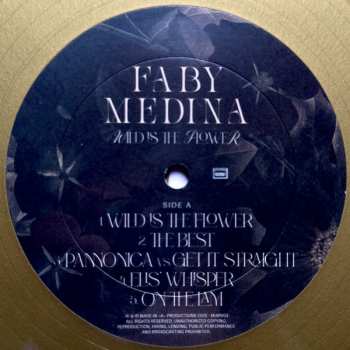 FABY
MEDINA
WILD IS THE FLOWER
SIDE A
1. WILD IS THE FLOWER
2. THE BEST
3. PANNONICA VS GET IT STRAIGHT
4. ELIS' WHISPER
5. ON THE LAM
ALL RIGHTS RESERVED. UNAUTHORIZED COPYING,
REPRODUCTION, HIRING, LENDING, PUBLIC PERFORMANCE
AND BROADCASTING PROHIBITED.